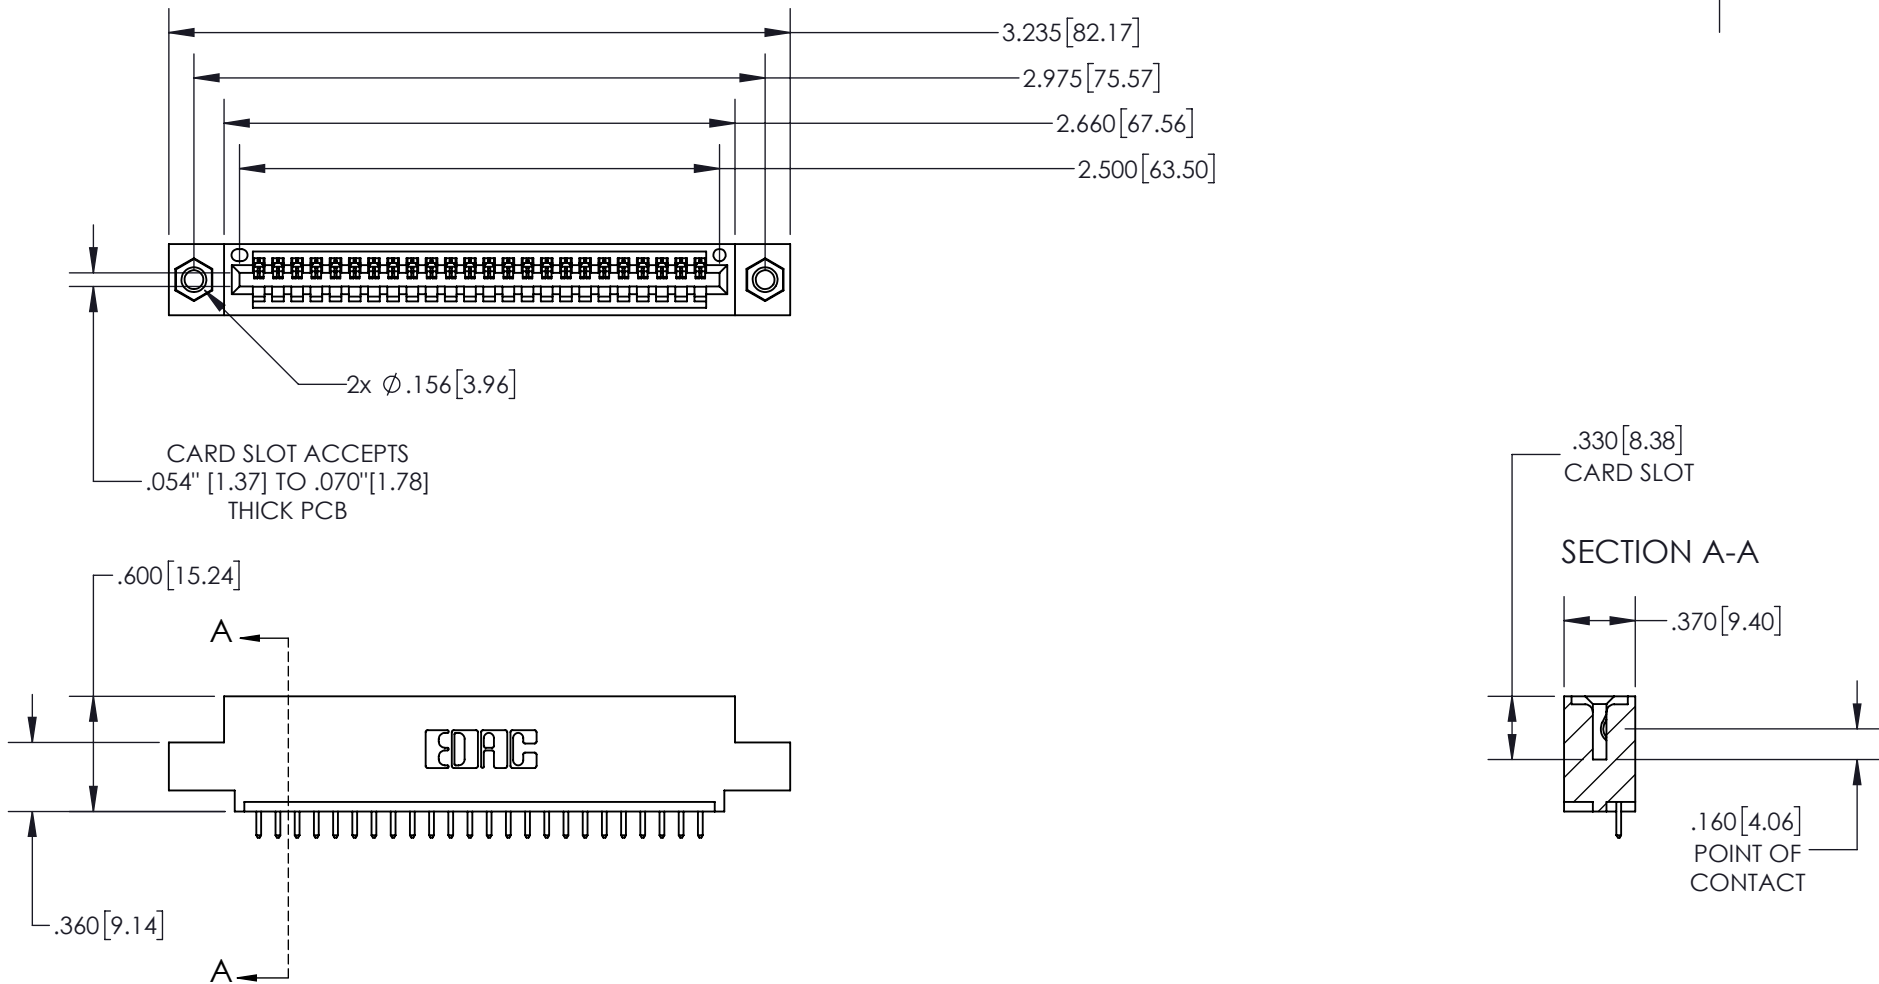 3.235[82.17]
2.975[75.57]
2.660[67.56]
2.500[63.50]
2x ∅.156[3.96]
CARD SLOT ACCEPTS
.054" [1.37] TO .070"[1.78]
THICK PCB
.330[8.38]
CARD SLOT
SECTION A-A
.600[15.24]
A
.370[9.40]
EDAC
.160[4.06]
POINT OF
CONTACT
.360[9.14]
A